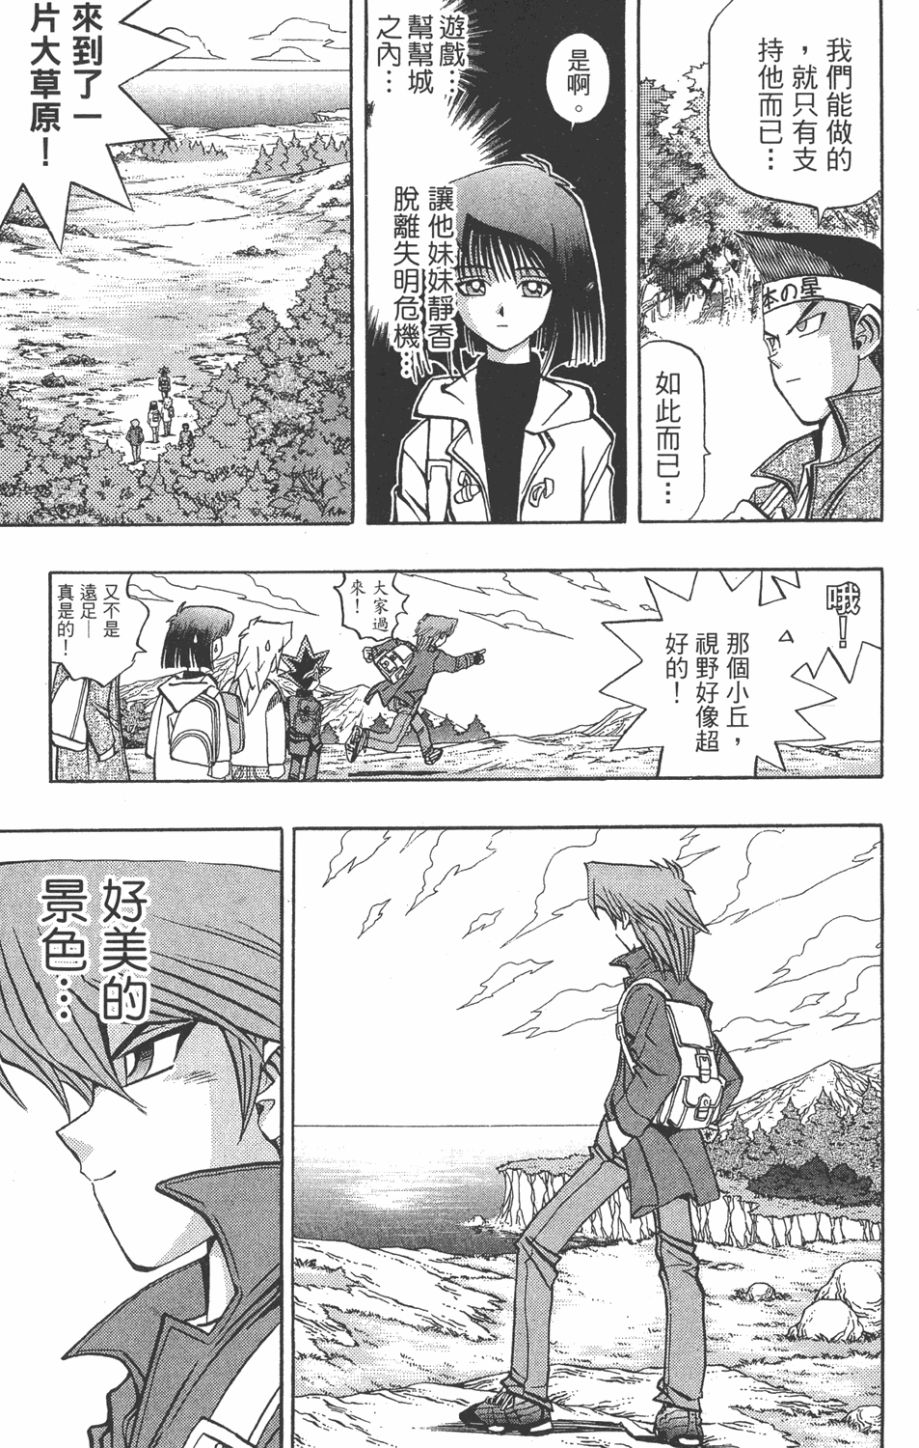 我們能做的
，就只有支
持他而已…
本の星
如此而已…
是啊。
遊戲…
幫幫城
之內…
讓他妹妹靜香
脫離失明危機…
來到了一
片大草原！
哦！
那個小丘，
視野好像超
好的！
大家過
來！
又不是
遠足—
真是的！
好美的
景色…